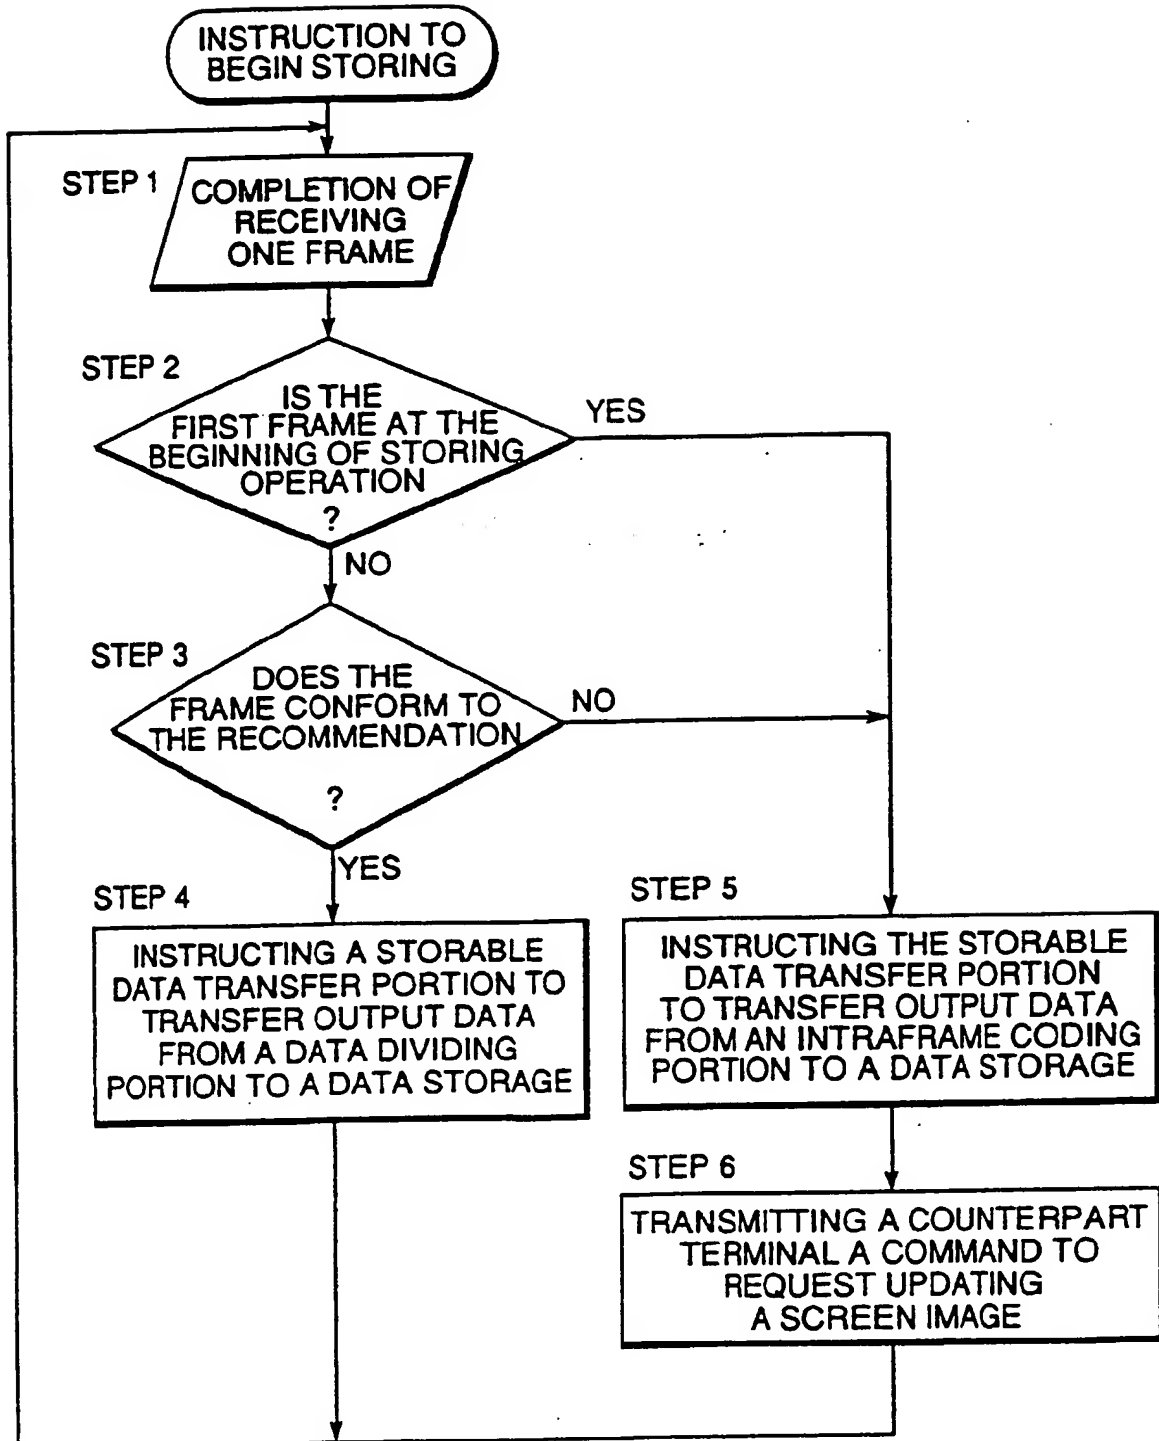 INSTRUCTION TO
BEGIN STORING
STEP 1
COMPLETION OF
RECEIVING
ONE FRAME
STEP 2
IS THE
FIRST FRAME AT THE
BEGINNING OF STORING
OPERATION
?
YES
NO
STEP 3
DOES THE
FRAME CONFORM TO
THE RECOMMENDATION
?
NO
YES
STEP 4
INSTRUCTING A STORABLE
DATA TRANSFER PORTION TO
TRANSFER OUTPUT DATA
FROM A DATA DIVIDING
PORTION TO A DATA STORAGE
STEP 5
INSTRUCTING THE STORABLE
DATA TRANSFER PORTION
TO TRANSFER OUTPUT DATA
FROM AN INTRAFRAME CODING
PORTION TO A DATA STORAGE
STEP 6
TRANSMITTING A COUNTERPART
TERMINAL A COMMAND TO
REQUEST UPDATING
A SCREEN IMAGE